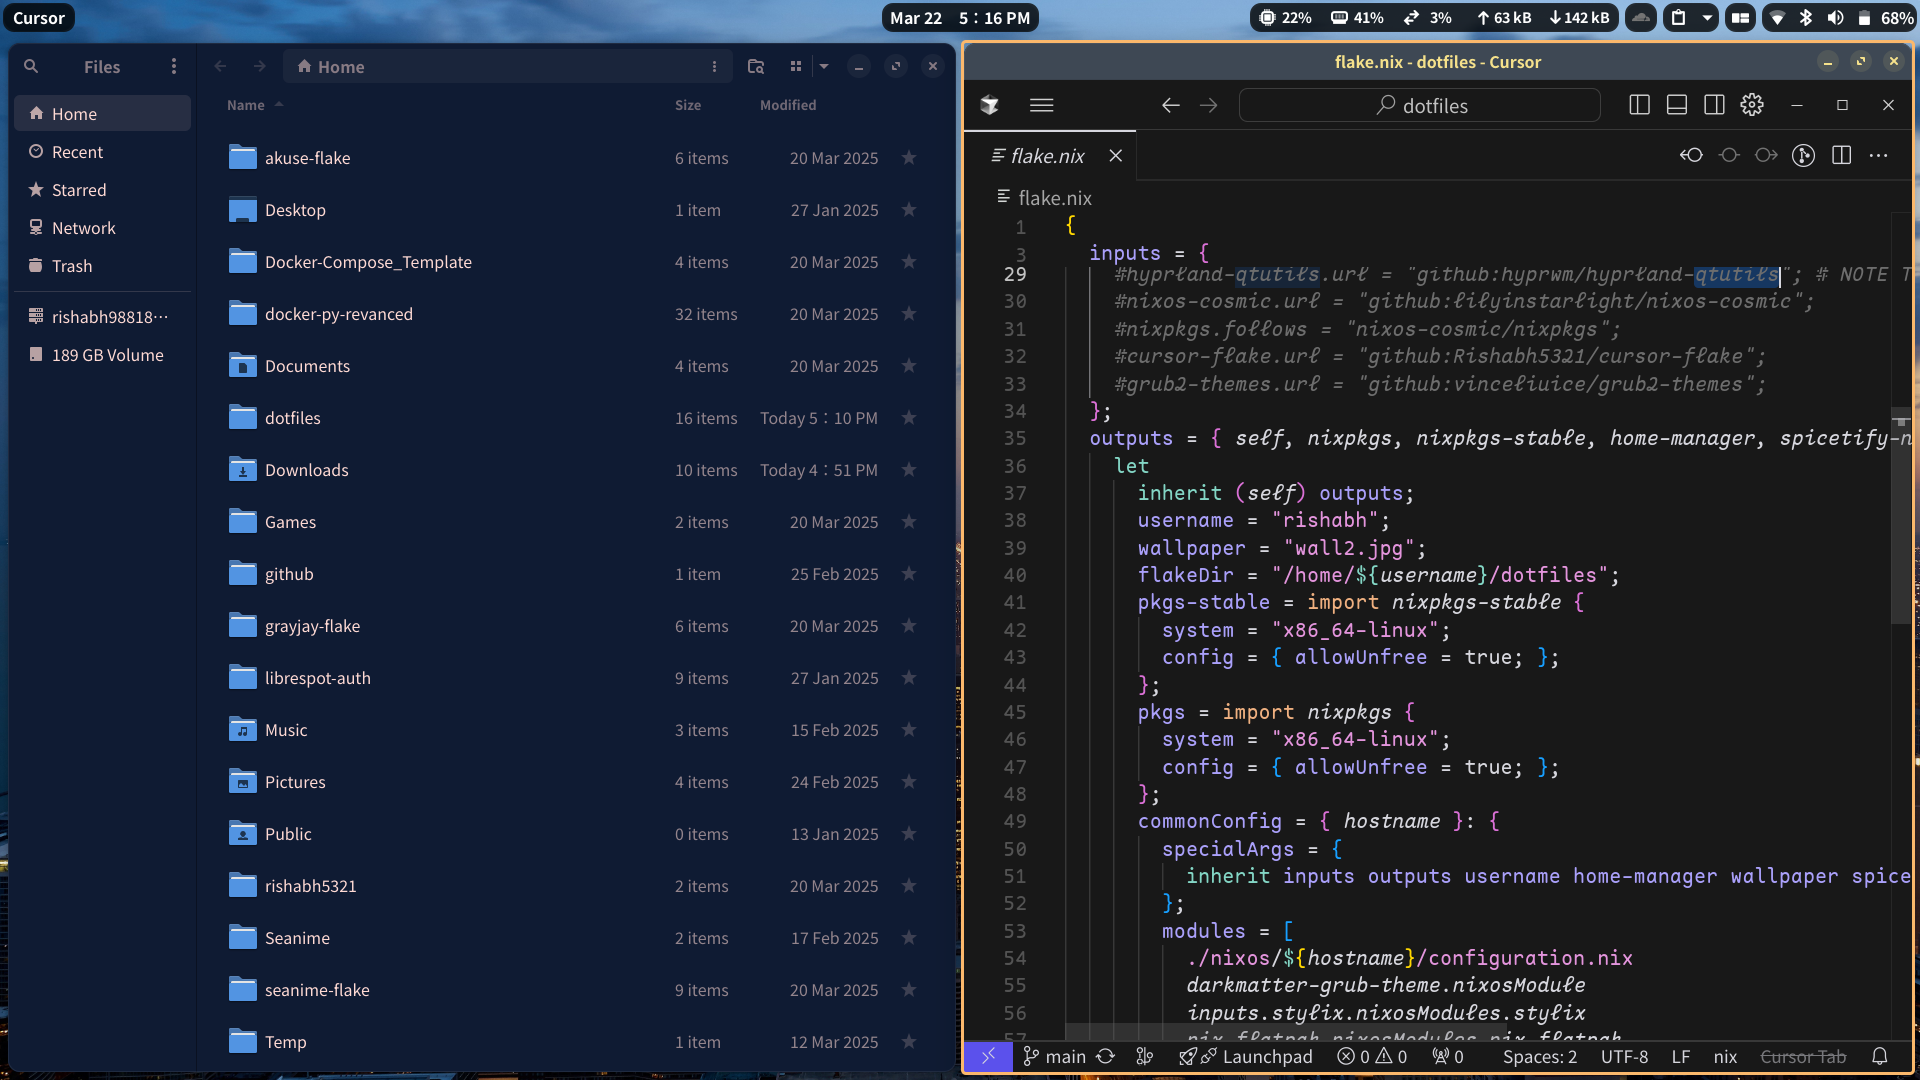 Cursor
Mar 22 5:16 PM
22% 41% 3% ↑ 63 kB ↓ 142 kB
68%
Files
Home
Recent
Starred
Network
Trash
rishabh98818…
189 GB Volume
Home
Name Size Modified
akuse-flake 6 items 20 Mar 2025
Desktop 1 item 27 Jan 2025
Docker-Compose_Template 4 items 20 Mar 2025
docker-py-revanced 32 items 20 Mar 2025
Documents 4 items 20 Mar 2025
dotfiles 16 items Today 5:10 PM
Downloads 10 items Today 4:51 PM
Games 2 items 20 Mar 2025
github 1 item 25 Feb 2025
grayjay-flake 6 items 20 Mar 2025
librespot-auth 9 items 27 Jan 2025
Music 3 items 15 Feb 2025
Pictures 4 items 24 Feb 2025
Public 0 items 13 Jan 2025
rishabh5321 2 items 20 Mar 2025
Seanime 2 items 17 Feb 2025
seanime-flake 9 items 20 Mar 2025
Temp 1 item 12 Mar 2025
flake.nix - dotfiles - Cursor
dotfiles
flake.nix
flake.nix
1 {
3 inputs = {
29 #hyprland-qtutils.url = "github:hyprwm/hyprland-qtutils"; # NOTE T
30 #nixos-cosmic.url = "github:lilyinstarlight/nixos-cosmic";
31 #nixpkgs.follows = "nixos-cosmic/nixpkgs";
32 #cursor-flake.url = "github:Rishabh5321/cursor-flake";
33 #grub2-themes.url = "github:vinceliuice/grub2-themes";
34 };
35 outputs = { self, nixpkgs, nixpkgs-stable, home-manager, spicetify-n
36 let
37 inherit (self) outputs;
38 username = "rishabh";
39 wallpaper = "wall2.jpg";
40 flakeDir = "/home/${username}/dotfiles";
41 pkgs-stable = import nixpkgs-stable {
42 system = "x86_64-linux";
43 config = { allowUnfree = true; };
44 };
45 pkgs = import nixpkgs {
46 system = "x86_64-linux";
47 config = { allowUnfree = true; };
48 };
49 commonConfig = { hostname }: {
50 specialArgs = {
51 inherit inputs outputs username home-manager wallpaper spice
52 };
53 modules = [
54 ./nixos/${hostname}/configuration.nix
55 darkmatter-grub-theme.nixosModule
56 inputs.stylix.nixosModules.stylix
57 nix-flatpak.nixosModules.nix-flatpak
main Launchpad 0 0 0 Spaces: 2 UTF-8 LF nix Cursor Tab